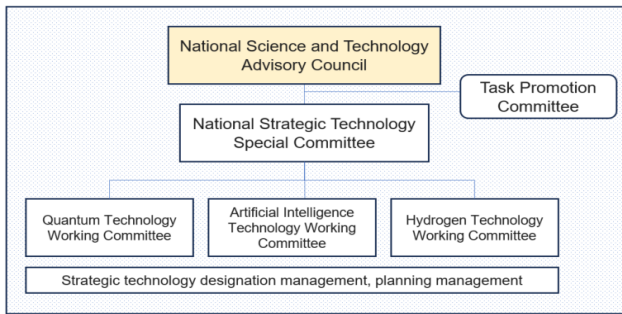 National Science and Technology
Advisory Council
Task Promotion
Committee
National Strategic Technology
Special Committee
Quantum Technology
Working Committee
Artificial Intelligence
Technology Working
Committee
Hydrogen Technology
Working Committee
Strategic technology designation management, planning management